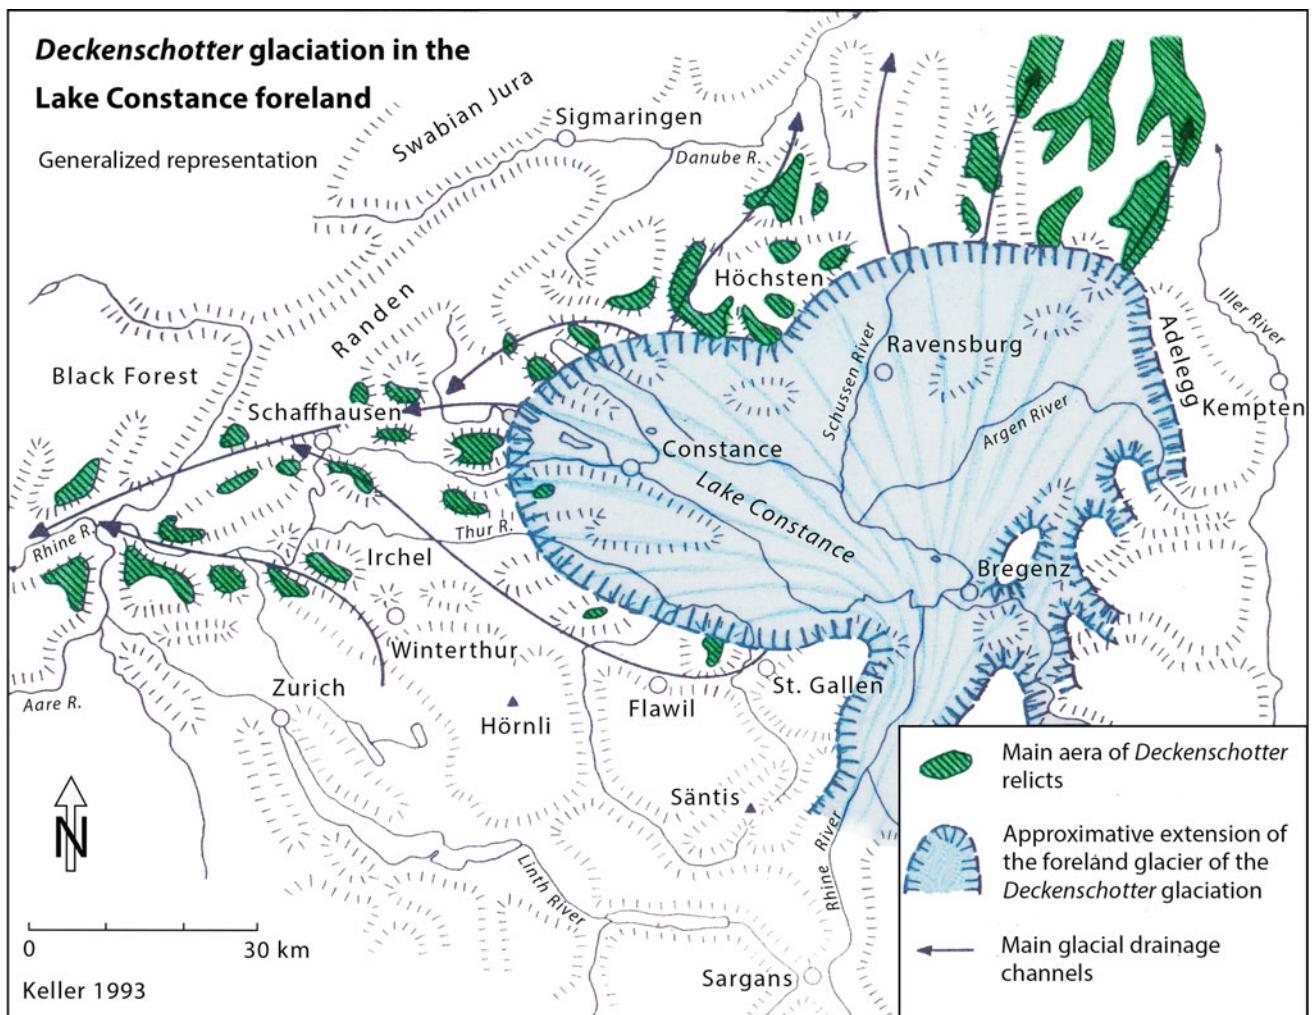 Deckenschotter glaciation in the
Lake Constance foreland
Generalized representation
Swabian Jura
Sigmaringen
Danube R.
Höchsten
Randen
Black Forest
Schaffhausen
Ravensburg
Schussen River
Argen River
Adelegg
Iller River
Kempten
Constance
Lake Constance
Thur R.
Rhine R.
Irchel
Bregenz
Winterthur
Zurich
Aare R.
Hörnli
Flawil
St. Gallen
Säntis
Rhine River
Linth River
Sargans
N
0 30 km
Keller 1993
Main aera of Deckenschotter
relicts
Approximative extension of
the foreland glacier of the
Deckenschotter glaciation
Main glacial drainage
channels